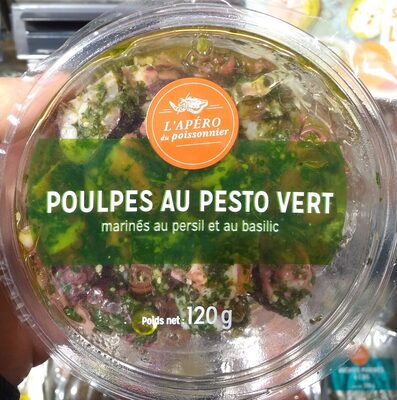 L'APÉRO
du poissonnier
POULPES AU PESTO VERT
marinés au persil et au basilic
Poids net : 120 g